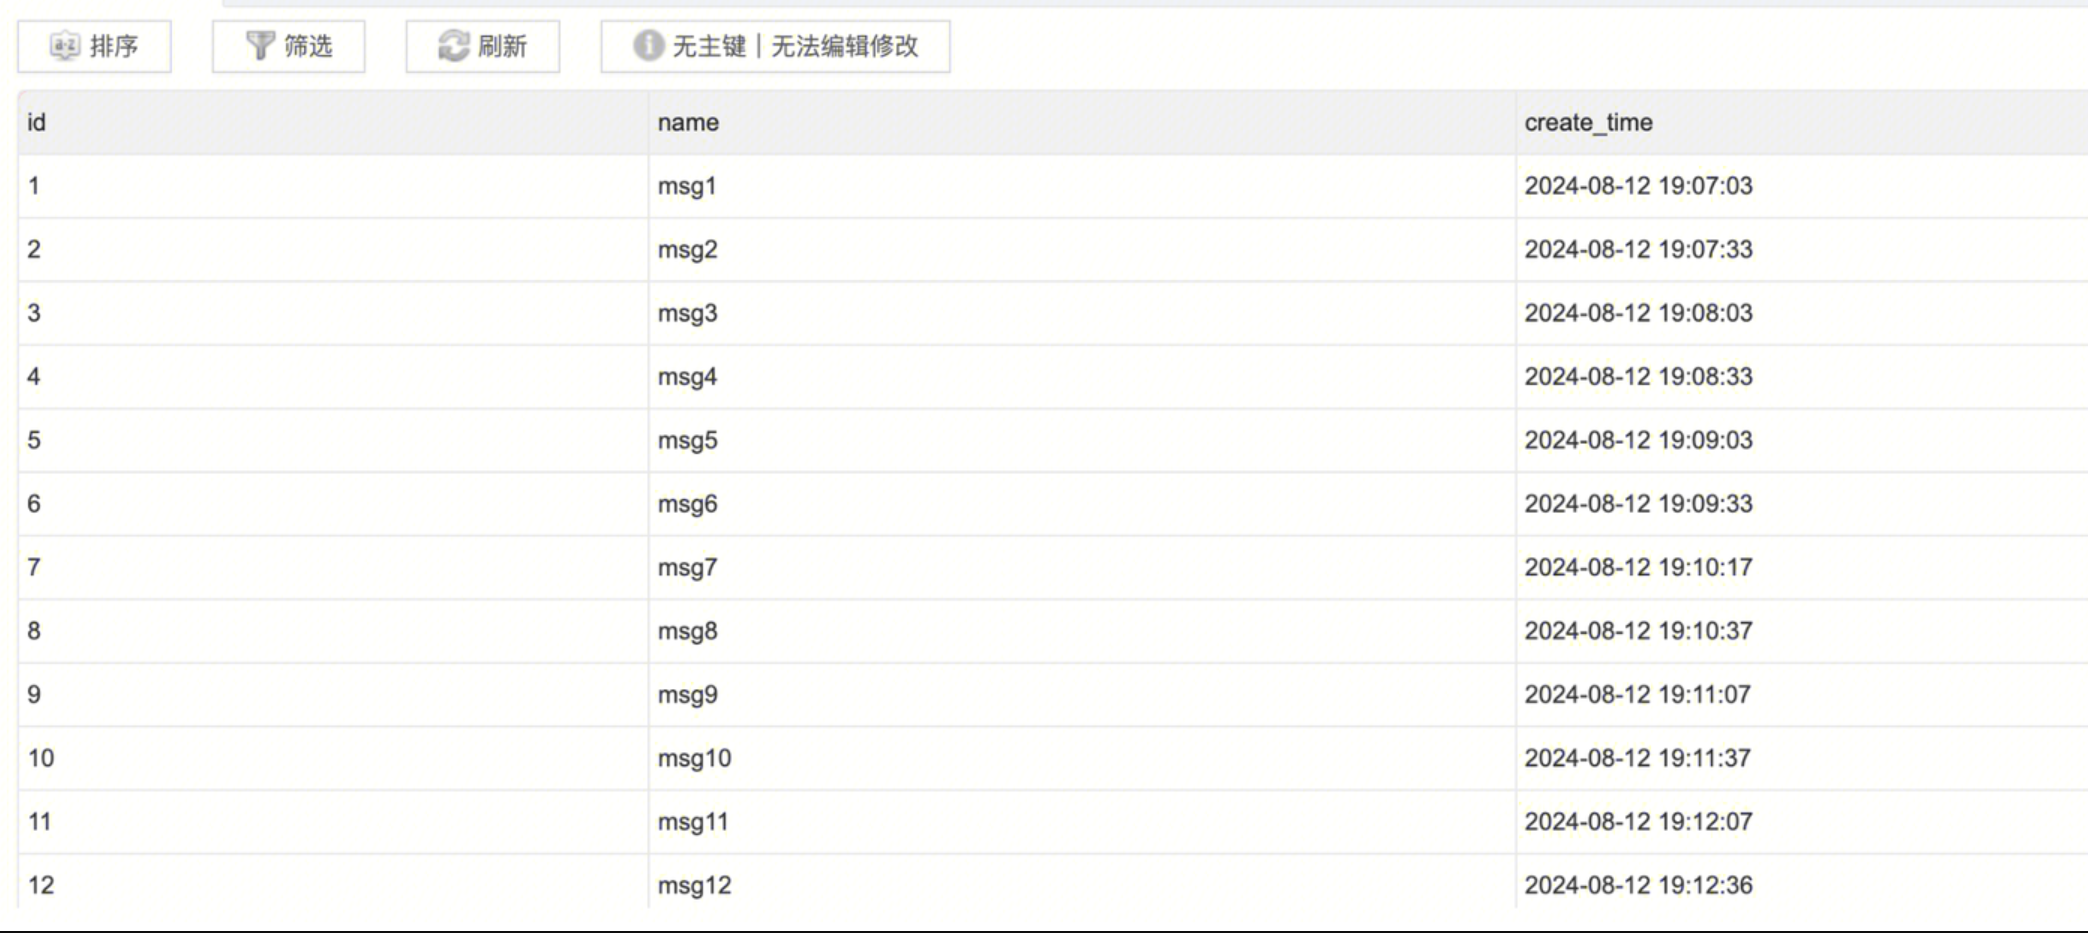 排序 筛选 刷新 无主键｜无法编辑修改
id name create_time
1 msg1 2024-08-12 19:07:03
2 msg2 2024-08-12 19:07:33
3 msg3 2024-08-12 19:08:03
4 msg4 2024-08-12 19:08:33
5 msg5 2024-08-12 19:09:03
6 msg6 2024-08-12 19:09:33
7 msg7 2024-08-12 19:10:17
8 msg8 2024-08-12 19:10:37
9 msg9 2024-08-12 19:11:07
10 msg10 2024-08-12 19:11:37
11 msg11 2024-08-12 19:12:07
12 msg12 2024-08-12 19:12:36